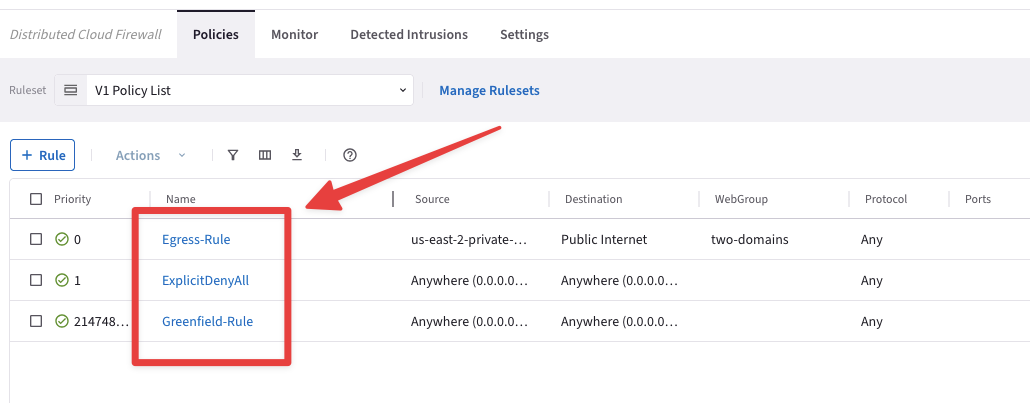 Distributed Cloud Firewall Policies Monitor Detected Intrusions Settings
Ruleset V1 Policy List Manage Rulesets
+ Rule Actions
Priority Name Source Destination WebGroup Protocol Ports
0 Egress-Rule us-east-2-private-... Public Internet two-domains Any
1 ExplicitDenyAll Anywhere (0.0.0.0... Anywhere (0.0.0.0... Any
214748... Greenfield-Rule Anywhere (0.0.0.0... Anywhere (0.0.0.0... Any